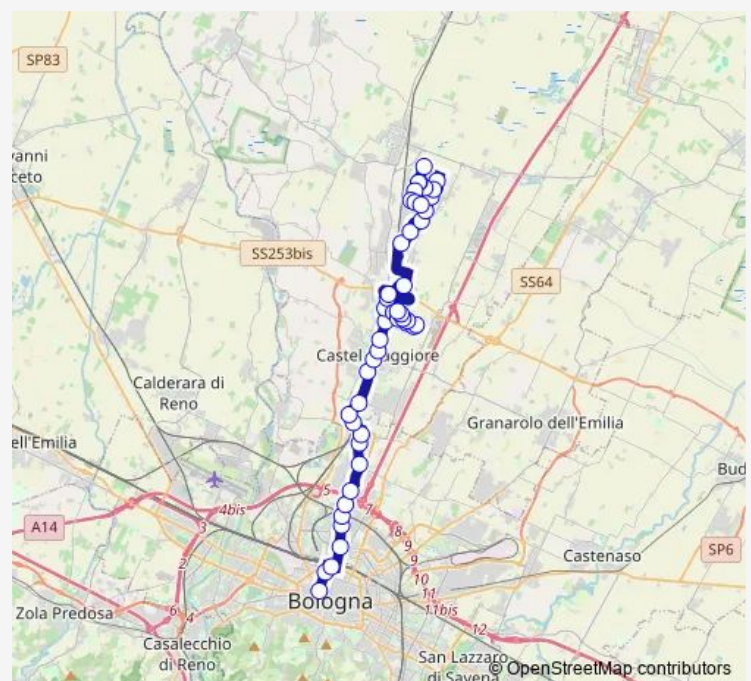 SP83
vanni
ceto
SS253bis
SS64
Castel Maggiore
Calderara di
Reno
Granarolo dell'Emilia
ell'Emilia
Bud
5
4bis
7
A14
3
8
9
2
9
Castenaso
SP6
10
11
Bologna
11bis
Zola Predosa
6
4
12
Casalecchio
di Reno
San Lazzaro
di Savena
© OpenStreetMap contributors